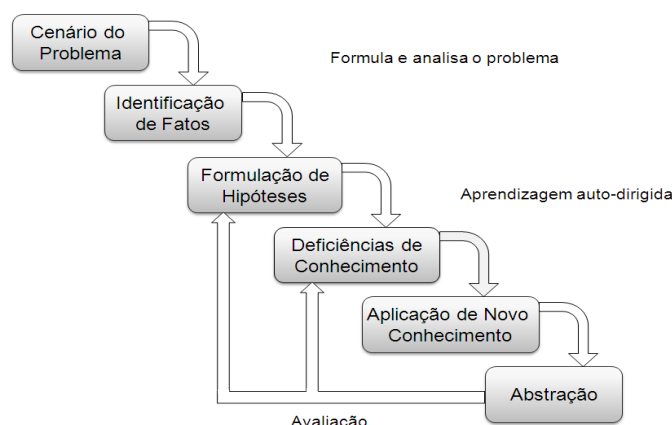 Cenário do
Problema
Formula e analisa o problema
Identificação
de Fatos
Formulação de
Hipóteses
Aprendizagem auto-dirigida
Deficiências de
Conhecimento
Aplicação de Novo
Conhecimento
Abstração
Avaliação